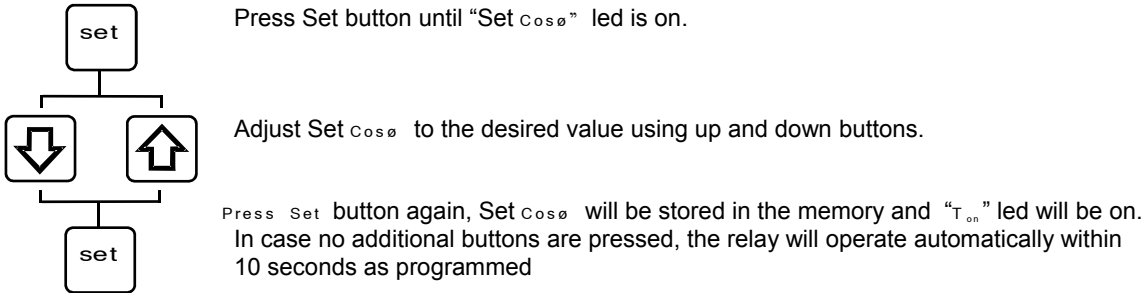 set
Press Set button until “Set Cosø” led is on.
Adjust Set Cosø to the desired value using up and down buttons.
Press Set button again, Set Cosø will be stored in the memory and “Ton” led will be on.
In case no additional buttons are pressed, the relay will operate automatically within
set
10 seconds as programmed